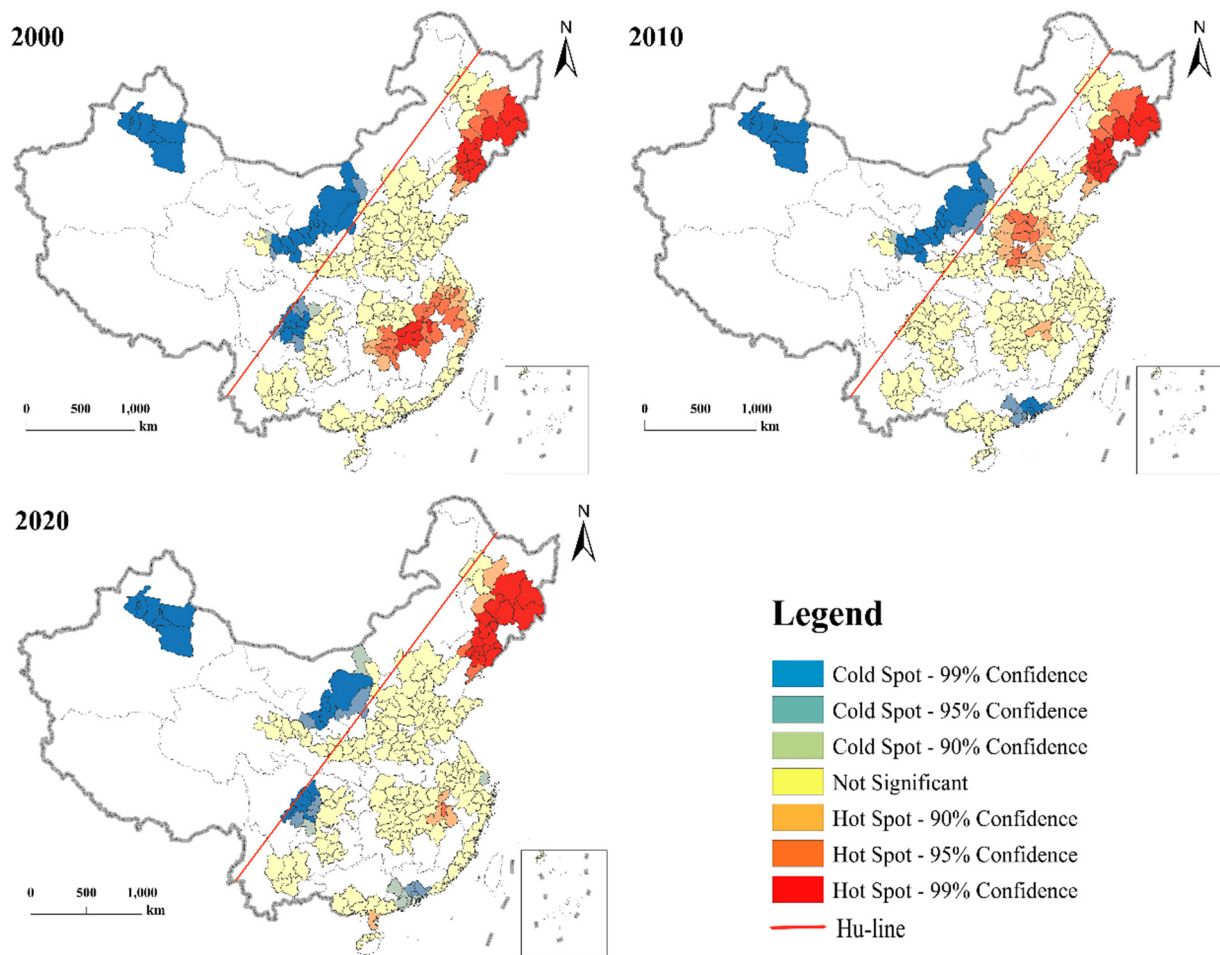 2000
N
0 500 1,000
km
2010
N
0 500 1,000
km
2020
N
0 500 1,000
km
Legend
Cold Spot - 99% Confidence
Cold Spot - 95% Confidence
Cold Spot - 90% Confidence
Not Significant
Hot Spot - 90% Confidence
Hot Spot - 95% Confidence
Hot Spot - 99% Confidence
Hu-line